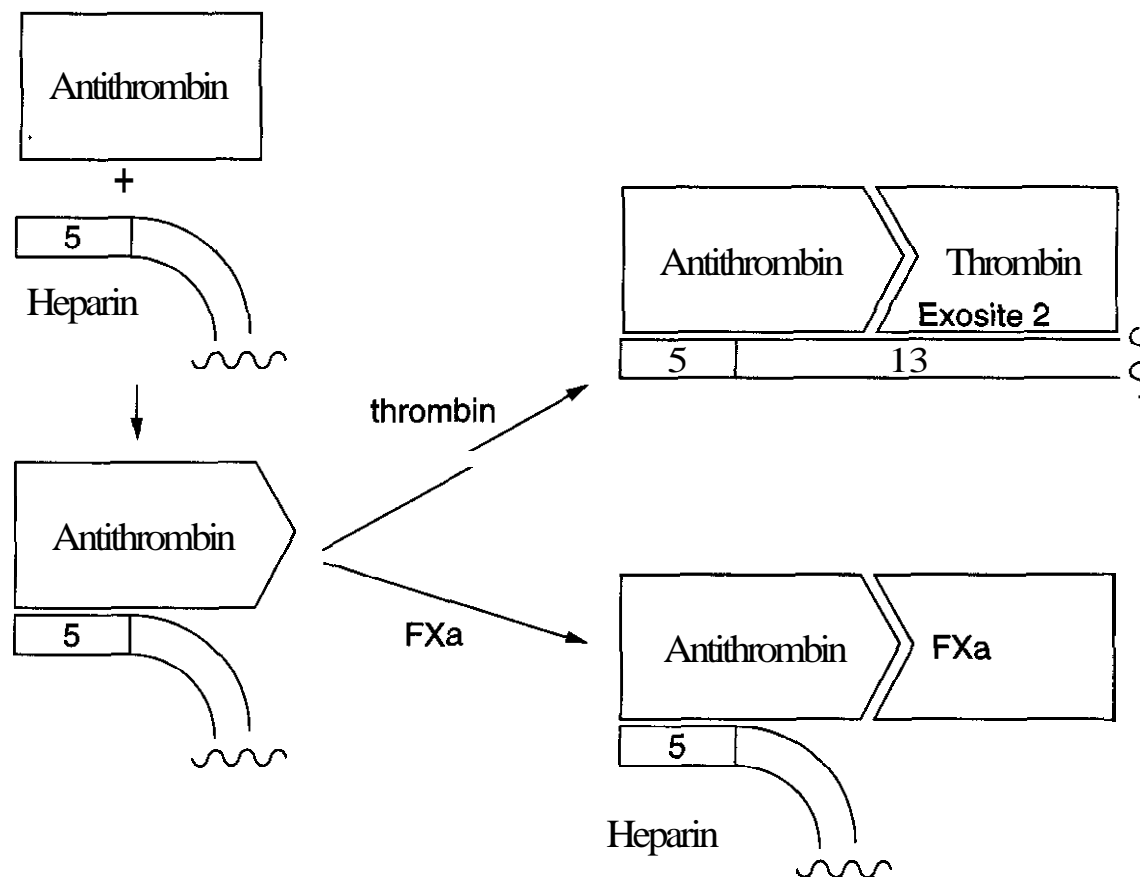 Antithrombin
+
5
Heparin
Antithrombin
5
thrombin
FXa
Antithrombin
Thrombin
Exosite 2
5
13
Antithrombin
FXa
5
Heparin